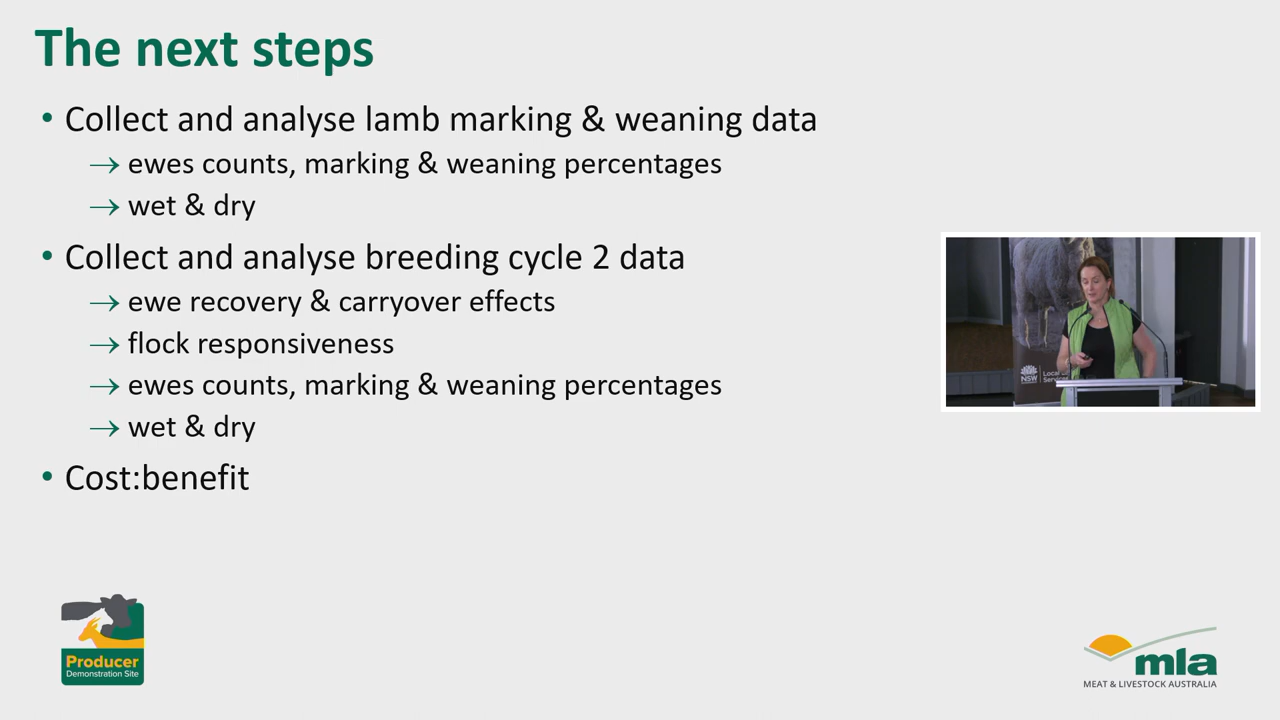 The next steps
• Collect and analyse lamb marking & weaning data
→ ewes counts, marking & weaning percentages
→ wet & dry
• Collect and analyse breeding cycle 2 data
→ ewe recovery & carryover effects
→ flock responsiveness
→ ewes counts, marking & weaning percentages
→ wet & dry
• Cost:benefit
NSW
Local
Producer
Demonstration Site
mla
MEAT & LIVESTOCK AUSTRALIA